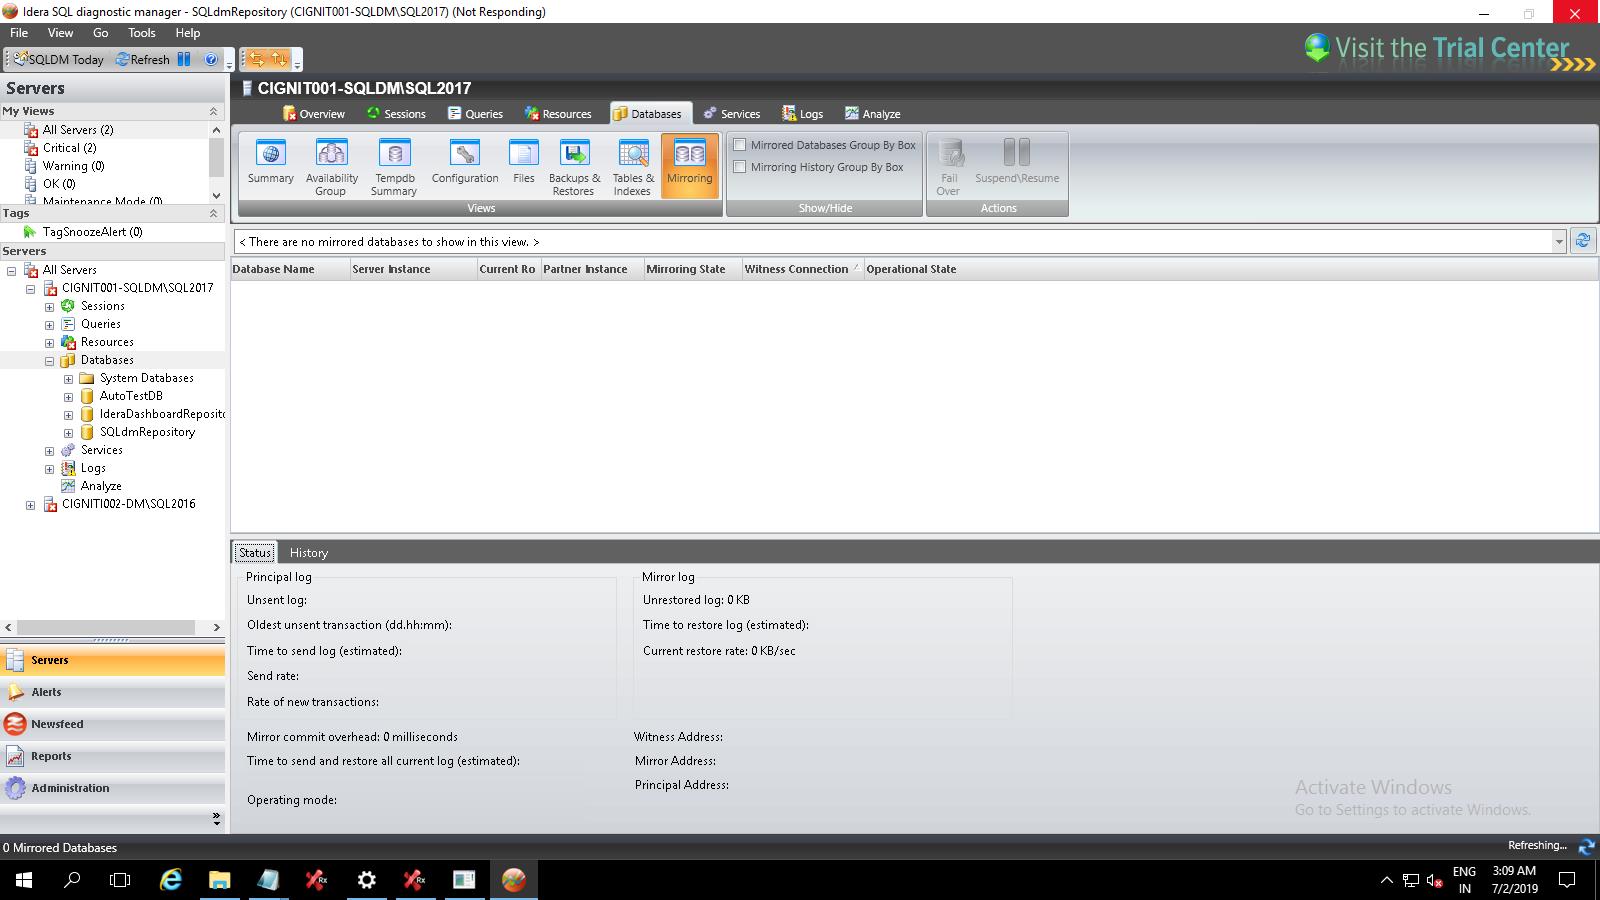 Idera SQL diagnostic manager - SQLdmRepository (CIGNIT001-SQLDM\SQL2017) (Not Responding)
File View Go Tools Help
SQLDM Today Refresh
Visit the Trial Center
Servers
CIGNIT001-SQLDM\SQL2017
My Views
All Servers (2)
Critical (2)
Warning (0)
OK (0)
Maintenance Mode (0)
Tags
TagSnoozeAlert (0)
Servers
All Servers
CIGNIT001-SQLDM\SQL2017
Sessions
Queries
Resources
Databases
System Databases
AutoTestDB
IderaDashboardReposito
SQLdmRepository
Services
Logs
Analyze
CIGNITI002-DM\SQL2016
Servers
Alerts
Newsfeed
Reports
Administration
Overview Sessions Queries Resources Databases Services Logs Analyze
Summary
Availability
Group
Tempdb
Summary
Configuration
Files
Backups &
Restores
Tables &
Indexes
Mirroring
Views
Mirrored Databases Group By Box
Mirroring History Group By Box
Show/Hide
Fail
Over
Suspend\Resume
Actions
< There are no mirrored databases to show in this view. >
Database Name Server Instance Current Ro Partner Instance Mirroring State Witness Connection Operational State
Status History
Principal log
Unsent log:
Oldest unsent transaction (dd.hh:mm):
Time to send log (estimated):
Send rate:
Rate of new transactions:
Mirror log
Unrestored log: 0 KB
Time to restore log (estimated):
Current restore rate: 0 KB/sec
Mirror commit overhead: 0 milliseconds
Time to send and restore all current log (estimated):
Operating mode:
Witness Address:
Mirror Address:
Principal Address:
Activate Windows
Go to Settings to activate Windows.
0 Mirrored Databases
Refreshing...
Rx
Rx
ENG
IN
3:09 AM
7/2/2019